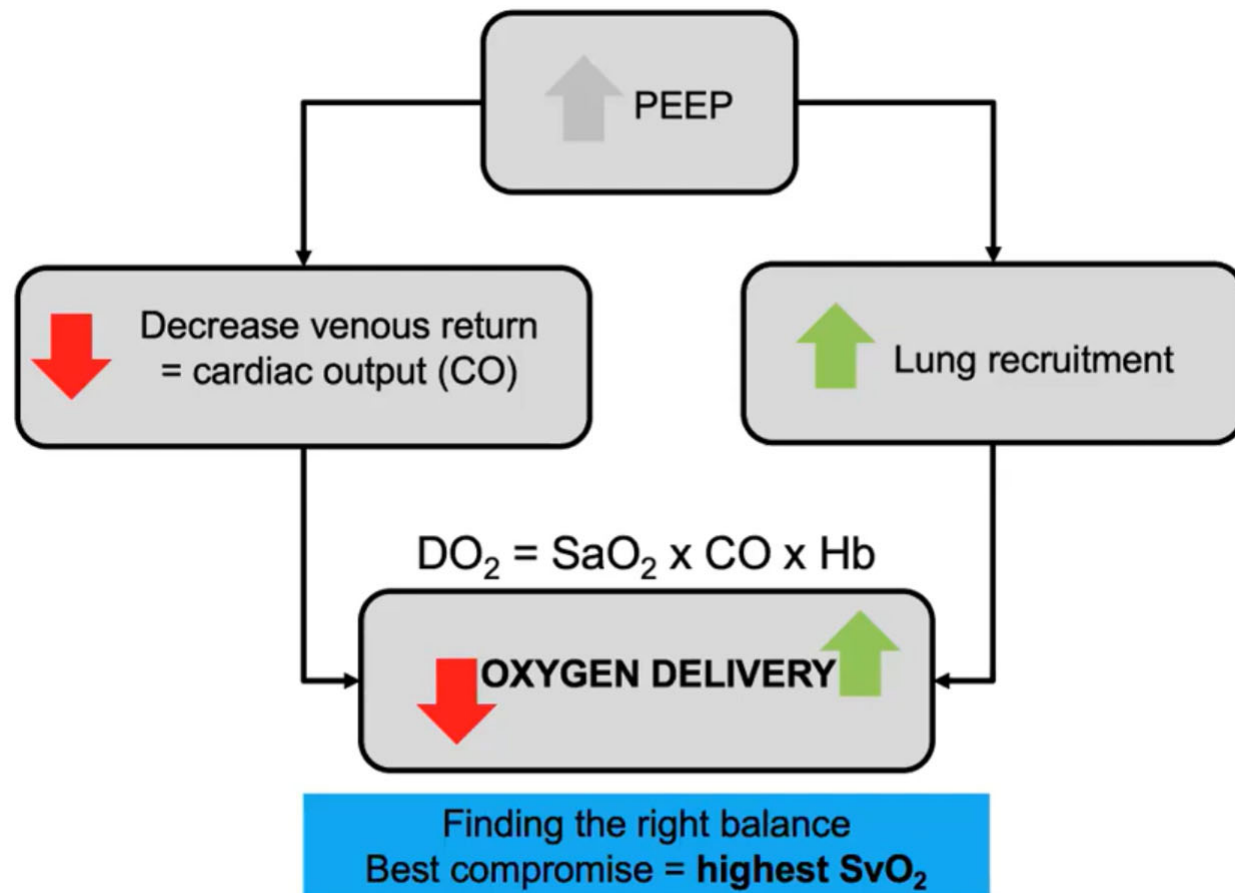 PEEP
Decrease venous return
= cardiac output (CO)
Lung recruitment
DO₂ = SaO₂ x CO x Hb
OXYGEN DELIVERY
Finding the right balance
Best compromise = highest SvO₂